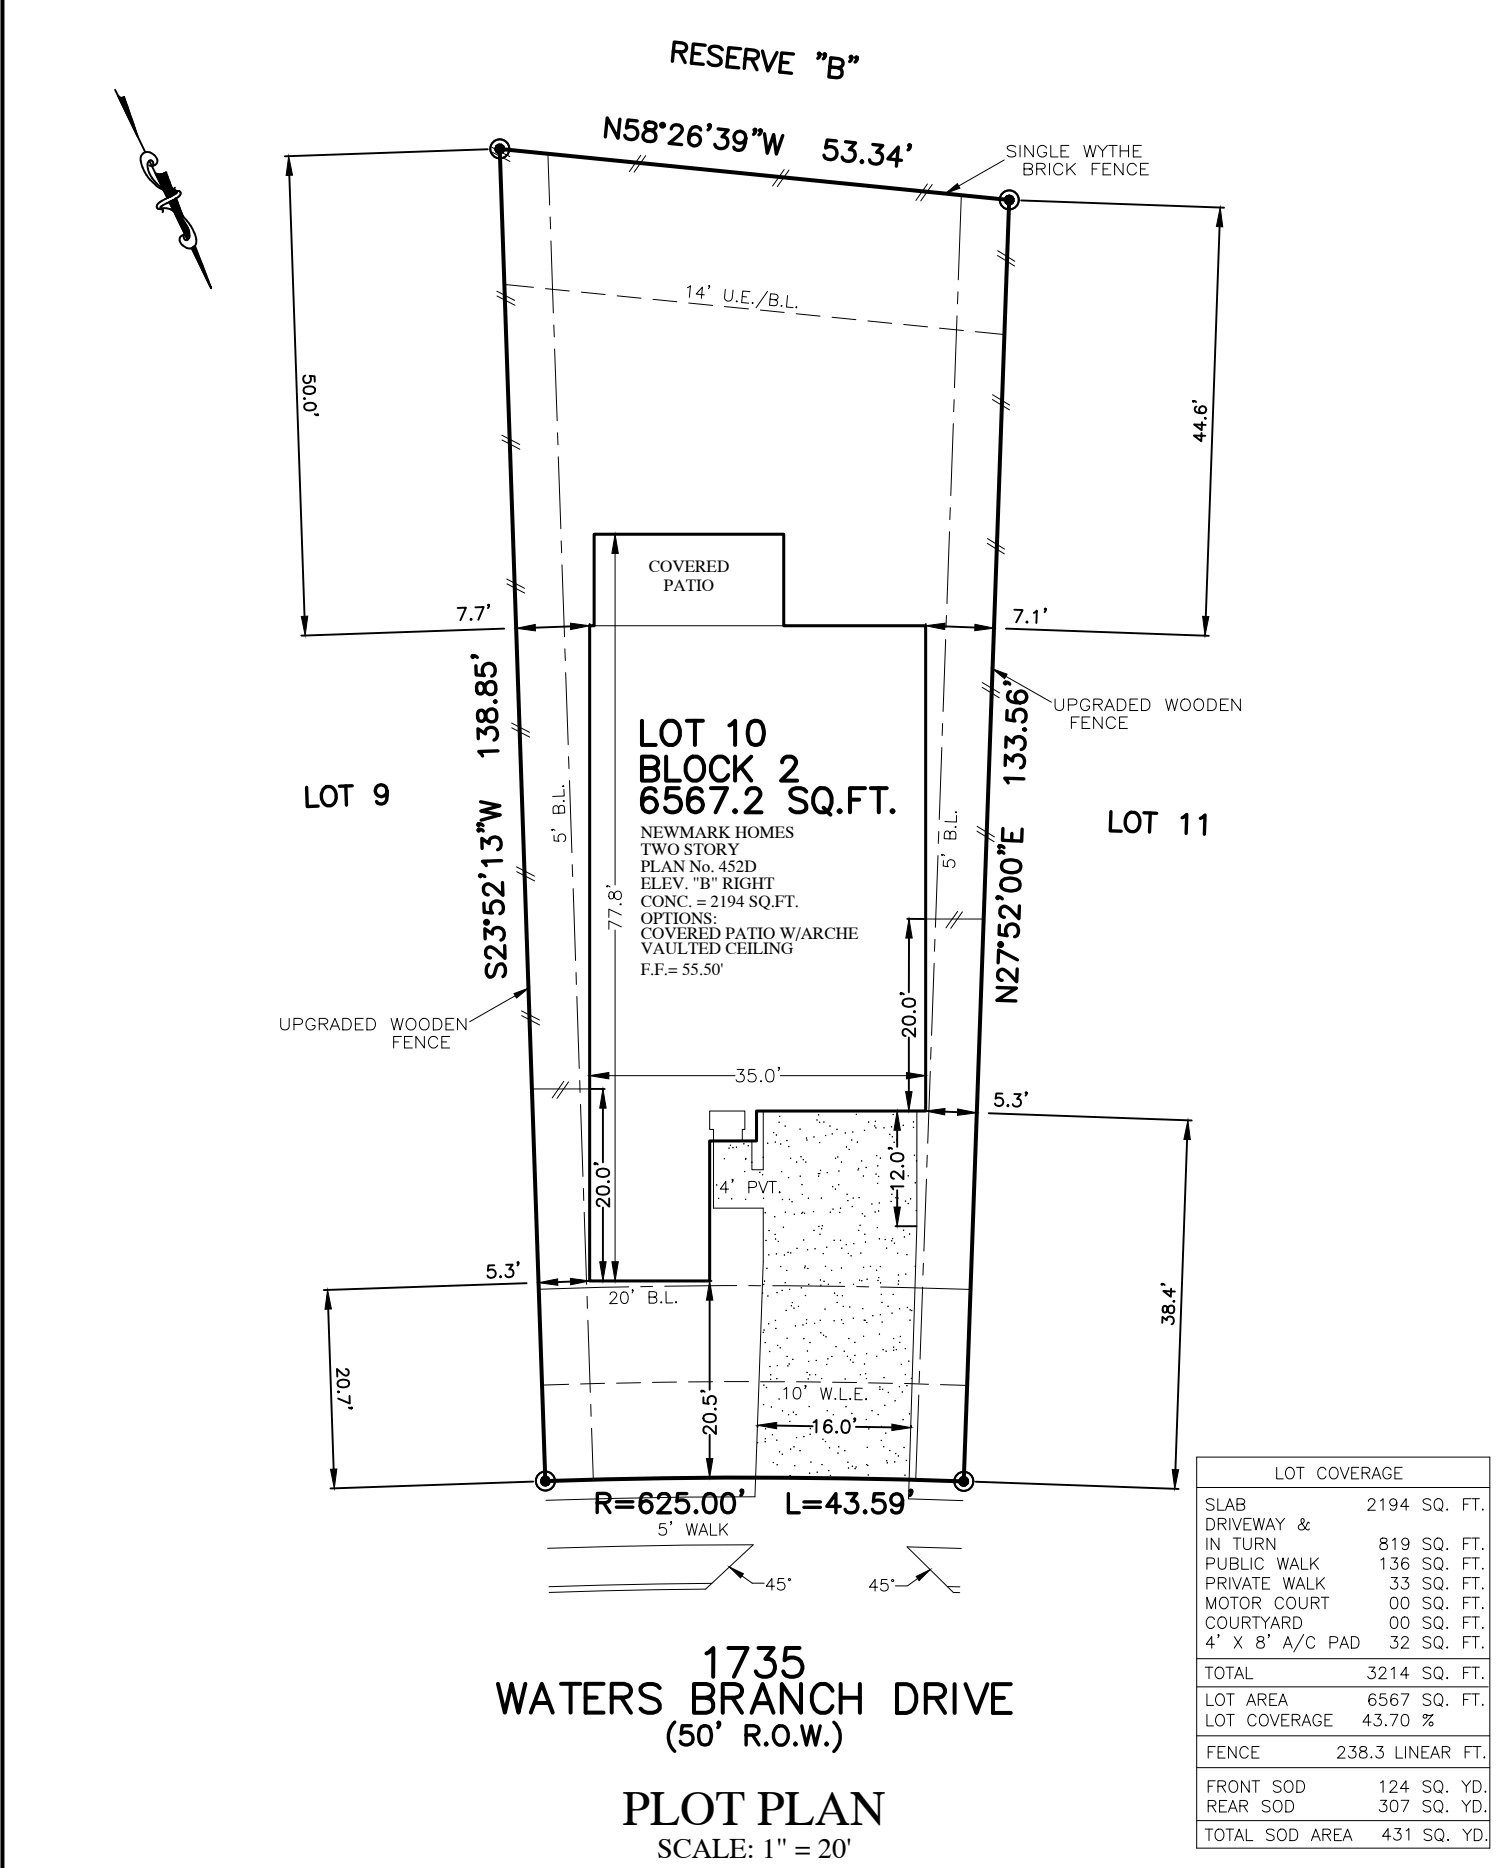 RESERVE "B"
N58°26'39"W 53.34'
SINGLE WYTHE
BRICK FENCE
14' U.E./B.L.
50.0'
44.6'
COVERED
PATIO
7.7'
7.1'
S23°52'13"W 138.85'
N27°52'00"E 133.56'
UPGRADED WOODEN
FENCE
LOT 10
BLOCK 2
6567.2 SQ.FT.
LOT 9
LOT 11
5' B.L.
5' B.L.
NEWMARK HOMES
TWO STORY
PLAN No. 452D
ELEV. "B" RIGHT
CONC. = 2194 SQ.FT.
OPTIONS:
COVERED PATIO W/ARCHE
VAULTED CEILING
F.F.= 55.50'
77.8'
20.0'
UPGRADED WOODEN
FENCE
35.0'
5.3'
20.0'
12.0'
4' PVT.
5.3'
20' B.L.
38.4'
20.7'
20.5'
10' W.L.E.
16.0'
R=625.00' L=43.59'
5' WALK
45°
45°
1735
WATERS BRANCH DRIVE
(50' R.O.W.)
PLOT PLAN
SCALE: 1" = 20'
LOT COVERAGE
SLAB 2194 SQ. FT.
DRIVEWAY &
IN TURN 819 SQ. FT.
PUBLIC WALK 136 SQ. FT.
PRIVATE WALK 33 SQ. FT.
MOTOR COURT 00 SQ. FT.
COURTYARD 00 SQ. FT.
4' X 8' A/C PAD 32 SQ. FT.
TOTAL 3214 SQ. FT.
LOT AREA 6567 SQ. FT.
LOT COVERAGE 43.70 %
FENCE 238.3 LINEAR FT.
FRONT SOD 124 SQ. YD.
REAR SOD 307 SQ. YD.
TOTAL SOD AREA 431 SQ. YD.